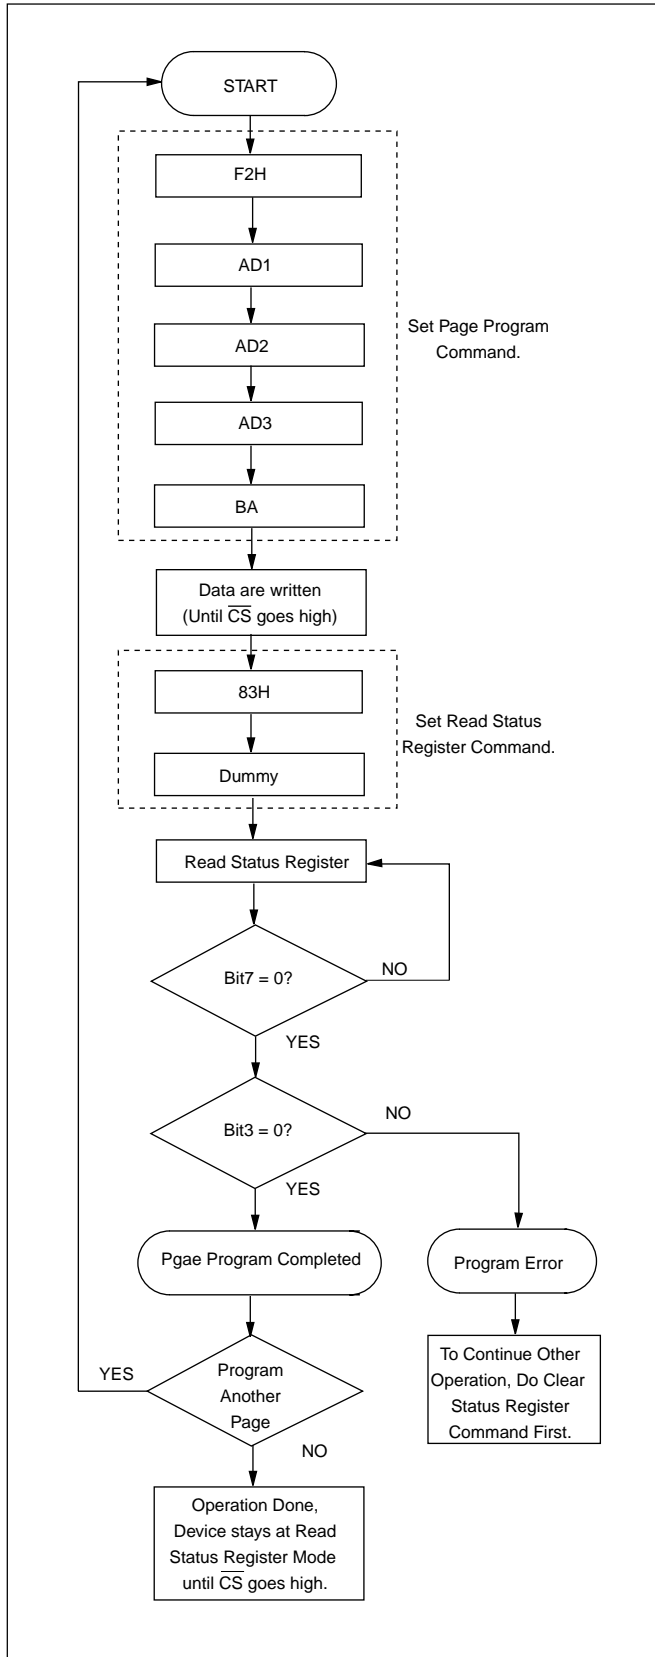 START
F2H
AD1
AD2
AD3
BA
Set Page Program
Command.
Data are written
(Until C̅S̅ goes high)
83H
Dummy
Set Read Status
Register Command.
Read Status Register
Bit7 = 0?
NO
YES
Bit3 = 0?
NO
YES
Pgae Program Completed
Program Error
To Continue Other
Operation, Do Clear
Status Register
Command First.
YES
Program
Another
Page
NO
Operation Done,
Device stays at Read
Status Register Mode
until C̅S̅ goes high.